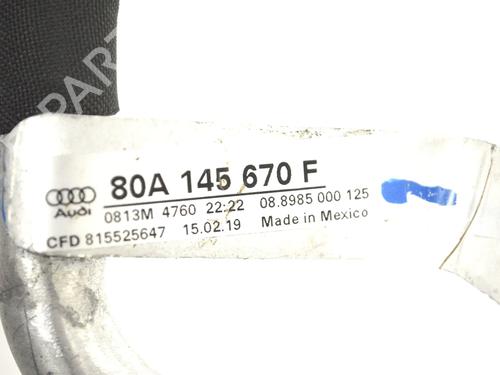 80A 145 670 F
Audi
0813M 4760 22:22 08.8985 000 125
CFD 815525647 15.02.19 Made in Mexico